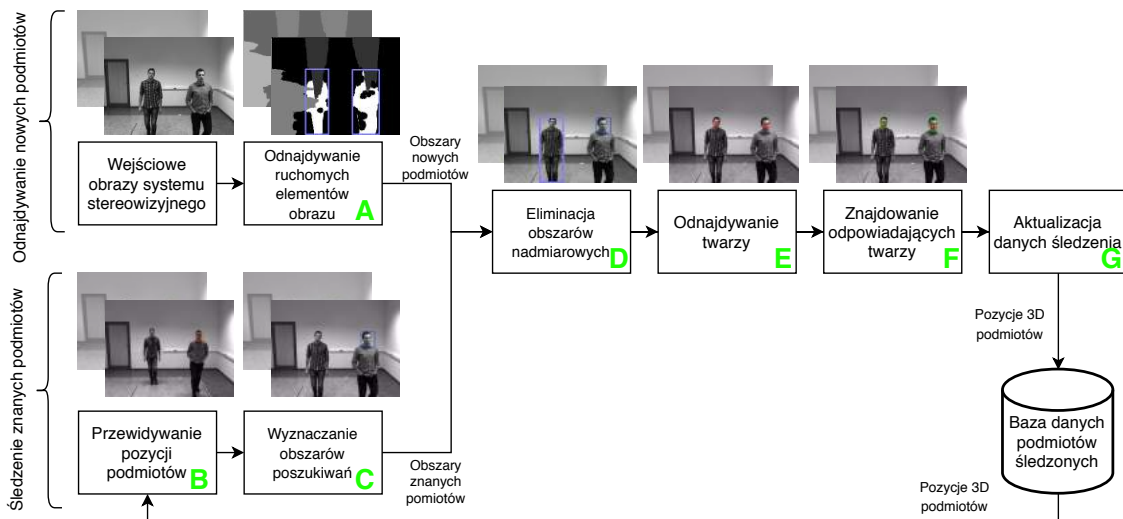 Odnajdywanie nowych podmiotów
Wejściowe
obrazy systemu
stereowizyjnego
Odnajdywanie
ruchomych
elementów
obrazu
A
Obszary
nowych
podmiotów
Eliminacja
obszarów
nadmiarowych
D
Odnajdywanie
twarzy
E
Znajdowanie
odpowiadających
twarzy
F
Aktualizacja
danych śledzenia
G
Śledzenie znanych podmiotów
Przewidywanie
pozycji
podmiotów
B
Wyznaczanie
obszarów
poszukiwań
C
Obszary
znanych
pomiotów
Pozycje 3D
podmiotów
Baza danych
podmiotów
śledzonych
Pozycje 3D
podmiotów